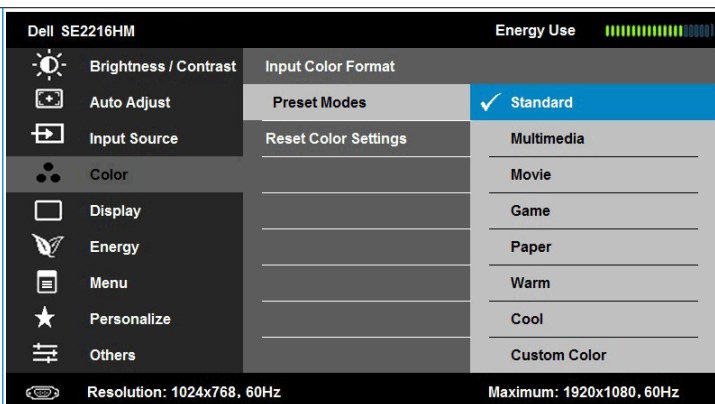 Dell SE2216HM Energy Use
Brightness / Contrast Input Color Format
Auto Adjust Preset Modes Standard
Input Source Reset Color Settings Multimedia
Color Movie
Display Game
Energy Paper
Menu Warm
Personalize Cool
Others Custom Color
Resolution: 1024x768, 60Hz Maximum: 1920x1080, 60Hz